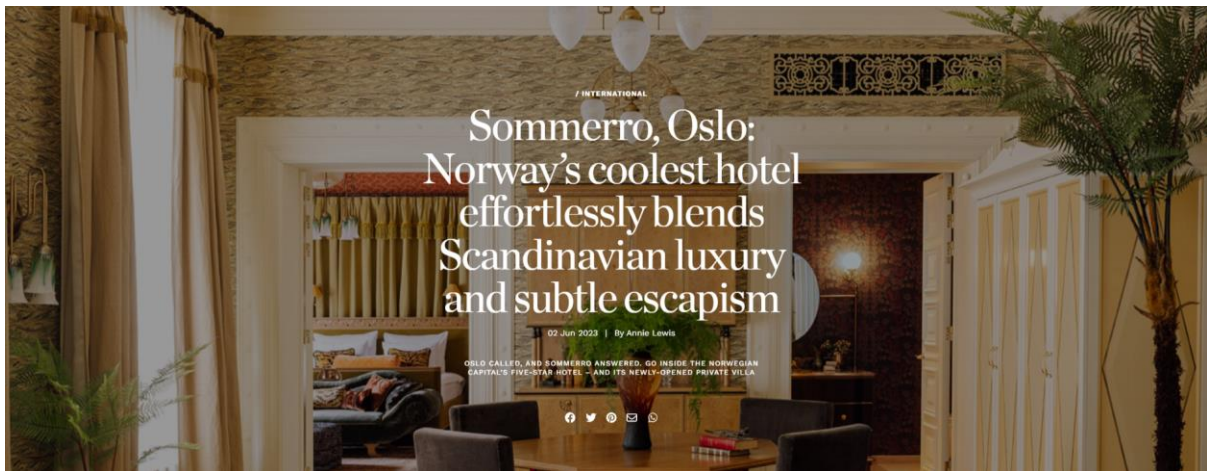 / INTERNATIONAL
Sommerro, Oslo:
Norway's coolest hotel
effortlessly blends
Scandinavian luxury
and subtle escapism
02 Jun 2023 | By Annie Lewis
OSLO CALLED, AND SOMMERRO ANSWERED. GO INSIDE THE NORWEGIAN
CAPITAL'S FIVE-STAR HOTEL – AND ITS NEWLY-OPENED PRIVATE VILLA